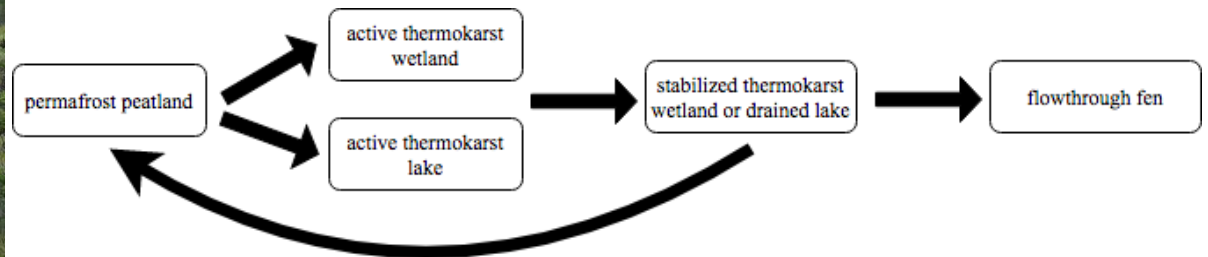 permafrost peatland
active thermokarst
wetland
active thermokarst
lake
stabilized thermokarst
wetland or drained lake
flowthrough fen